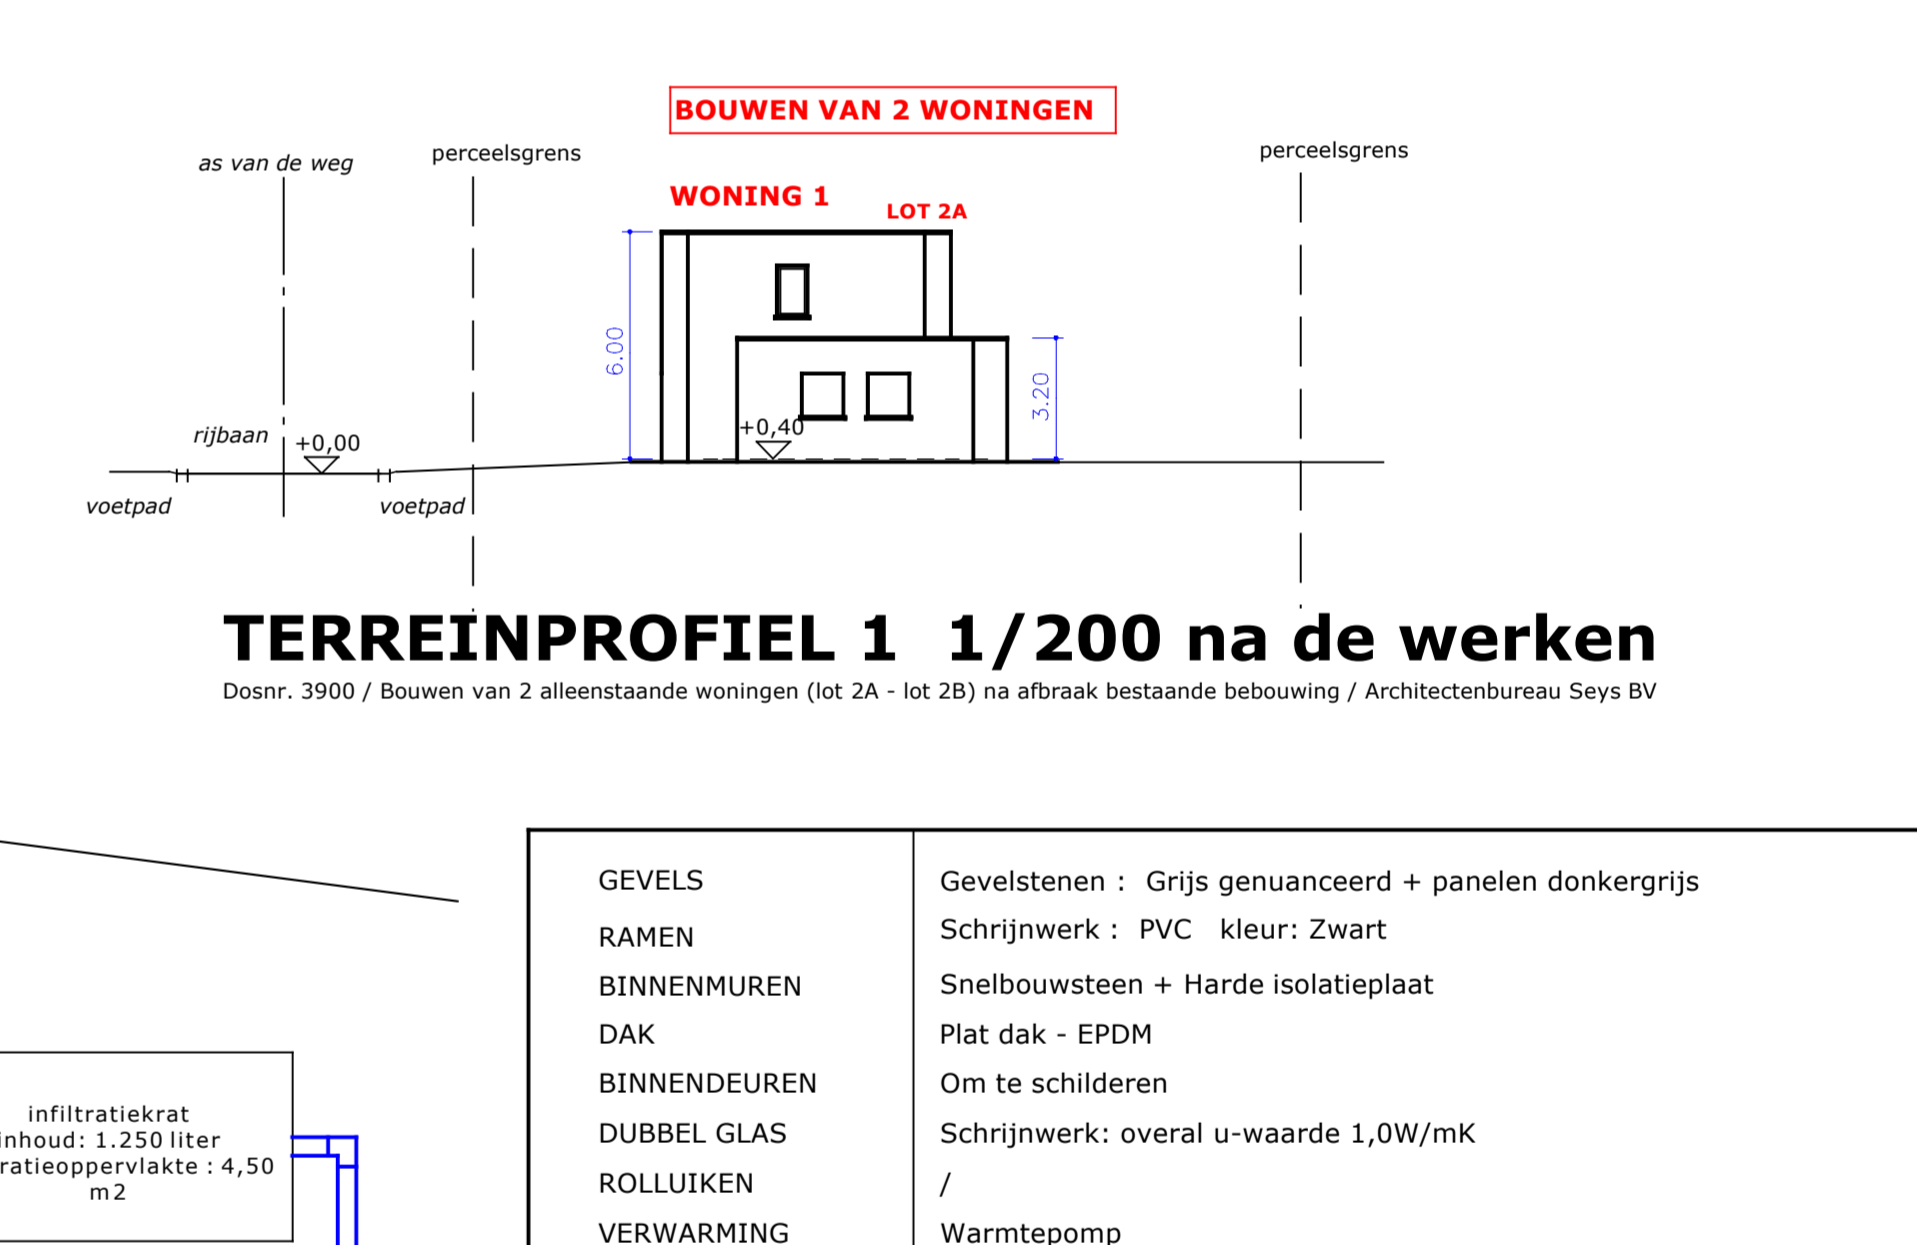 BOUWEN VAN 2 WONINGEN
as van de weg
perceelsgrens
perceelsgrens
WONING 1
LOT 2A
6.00
3.20
rijbaan
+0,00
+0,40
voetpad
voetpad
TERREINPROFIEL 1 1/200 na de werken
Dosnr. 3900 / Bouwen van 2 alleenstaande woningen (lot 2A - lot 2B) na afbraak bestaande bebouwing / Architectenbureau Seys BV
GEVELS Gevelstenen : Grijs genuanceerd + panelen donkergrijs
RAMEN Schrijnwerk : PVC kleur: Zwart
BINNENMUREN Snelbouwsteen + Harde isolatieplaat
DAK Plat dak - EPDM
BINNENDEUREN Om te schilderen
DUBBEL GLAS Schrijnwerk: overal u-waarde 1,0W/mK
ROLLUIKEN /
VERWARMING Warmtepomp
infiltratiekrat
inhoud: 1.250 liter
ratieoppervlakte : 4,50
m2